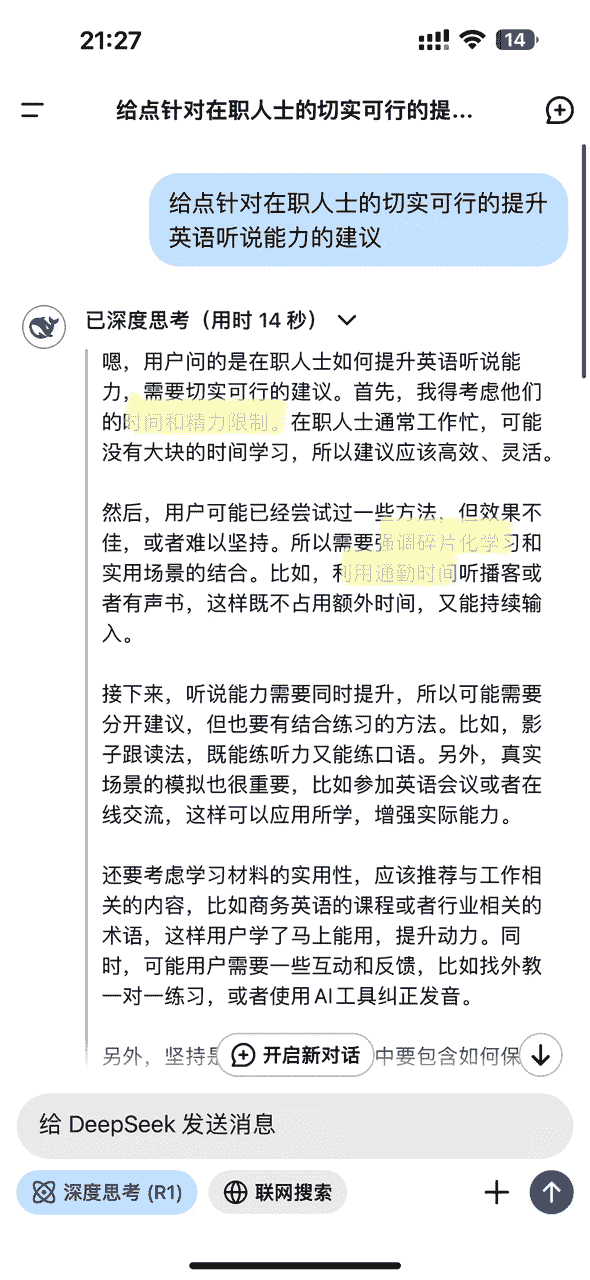 21:27
14
给点针对在职人士的切实可行的提...
给点针对在职人士的切实可行的提升
英语听说能力的建议
已深度思考（用时 14 秒）
嗯，用户问的是在职人士如何提升英语听说能
力，需要切实可行的建议。首先，我得考虑他们
的时间和精力限制。在职人士通常工作忙，可能
没有大块的时间学习，所以建议应该高效、灵活。
然后，用户可能已经尝试过一些方法，但效果不
佳，或者难以坚持。所以需要强调碎片化学习和
实用场景的结合。比如，利用通勤时间听播客或
者有声书，这样既不占用额外时间，又能持续输
入。
接下来，听说能力需要同时提升，所以可能需要
分开建议，但也要有结合练习的方法。比如，影
子跟读法，既能练听力又能练口语。另外，真实
场景的模拟也很重要，比如参加英语会议或者在
线交流，这样可以应用所学，增强实际能力。
还要考虑学习材料的实用性，应该推荐与工作相
关的内容，比如商务英语的课程或者行业相关的
术语，这样用户学了马上能用，提升动力。同
时，可能用户需要一些互动和反馈，比如找外教
一对一练习，或者使用AI工具纠正发音。
另外，坚持是 开启新对话 中要包含如何保
给 DeepSeek 发送消息
深度思考 (R1) 联网搜索